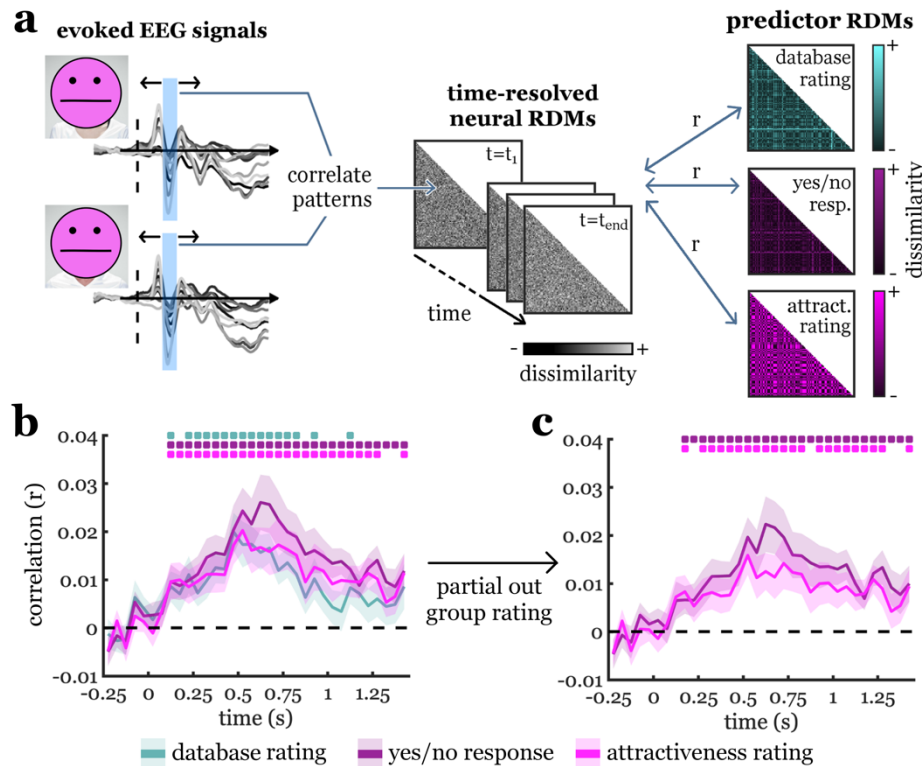 a
evoked EEG signals
correlate
patterns
time-resolved
neural RDMs
t=t1
t=tend
time
- +
dissimilarity
r
r
r
predictor RDMs
database
rating
yes/no
resp.
attract.
rating
+
-
+
-
+
-
dissimilarity
b
0.04
0.03
0.02
0.01
0
-0.01
correlation (r)
-0.25 0 0.25 0.5 0.75 1 1.25
time (s)
partial out
group rating
c
0.04
0.03
0.02
0.01
0
-0.01
-0.25 0 0.25 0.5 0.75 1 1.25
time (s)
database rating yes/no response attractiveness rating